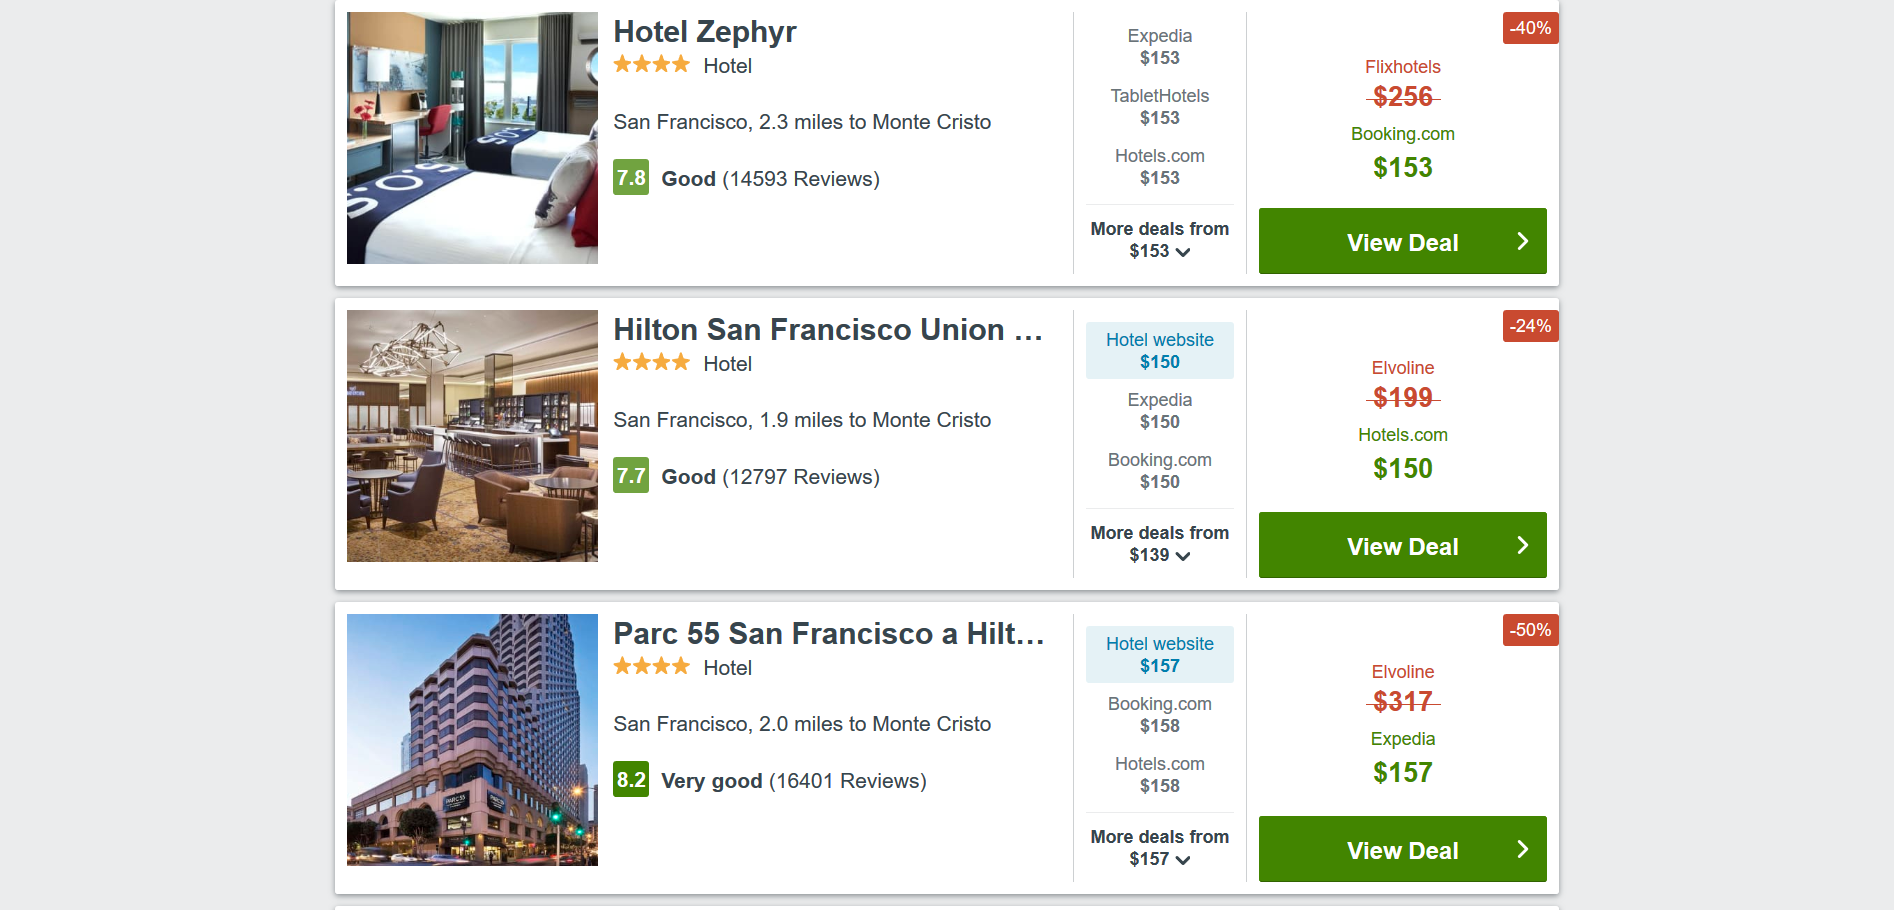 Hotel Zephyr
Hotel
San Francisco, 2.3 miles to Monte Cristo
7.8 Good (14593 Reviews)
Expedia
$153
TabletHotels
$153
Hotels.com
$153
More deals from
$153
-40%
Flixhotels
$256
Booking.com
$153
View Deal
S.O.S
S.O.S
Hilton San Francisco Union ...
Hotel
San Francisco, 1.9 miles to Monte Cristo
7.7 Good (12797 Reviews)
Hotel website
$150
Expedia
$150
Booking.com
$150
More deals from
$139
-24%
Elvoline
$199
Hotels.com
$150
View Deal
Parc 55 San Francisco a Hilt...
Hotel
San Francisco, 2.0 miles to Monte Cristo
8.2 Very good (16401 Reviews)
Hotel website
$157
Booking.com
$158
Hotels.com
$158
More deals from
$157
-50%
Elvoline
$317
Expedia
$157
View Deal
PARC 55